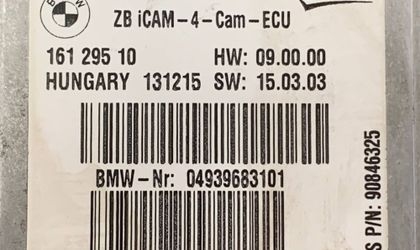 ZB iCAM-4-Cam-ECU
161 295 10 HW: 09.00.00
HUNGARY 131215 SW: 15.03.03
BMW-Nr: 04939683101
S P/N: 90846325